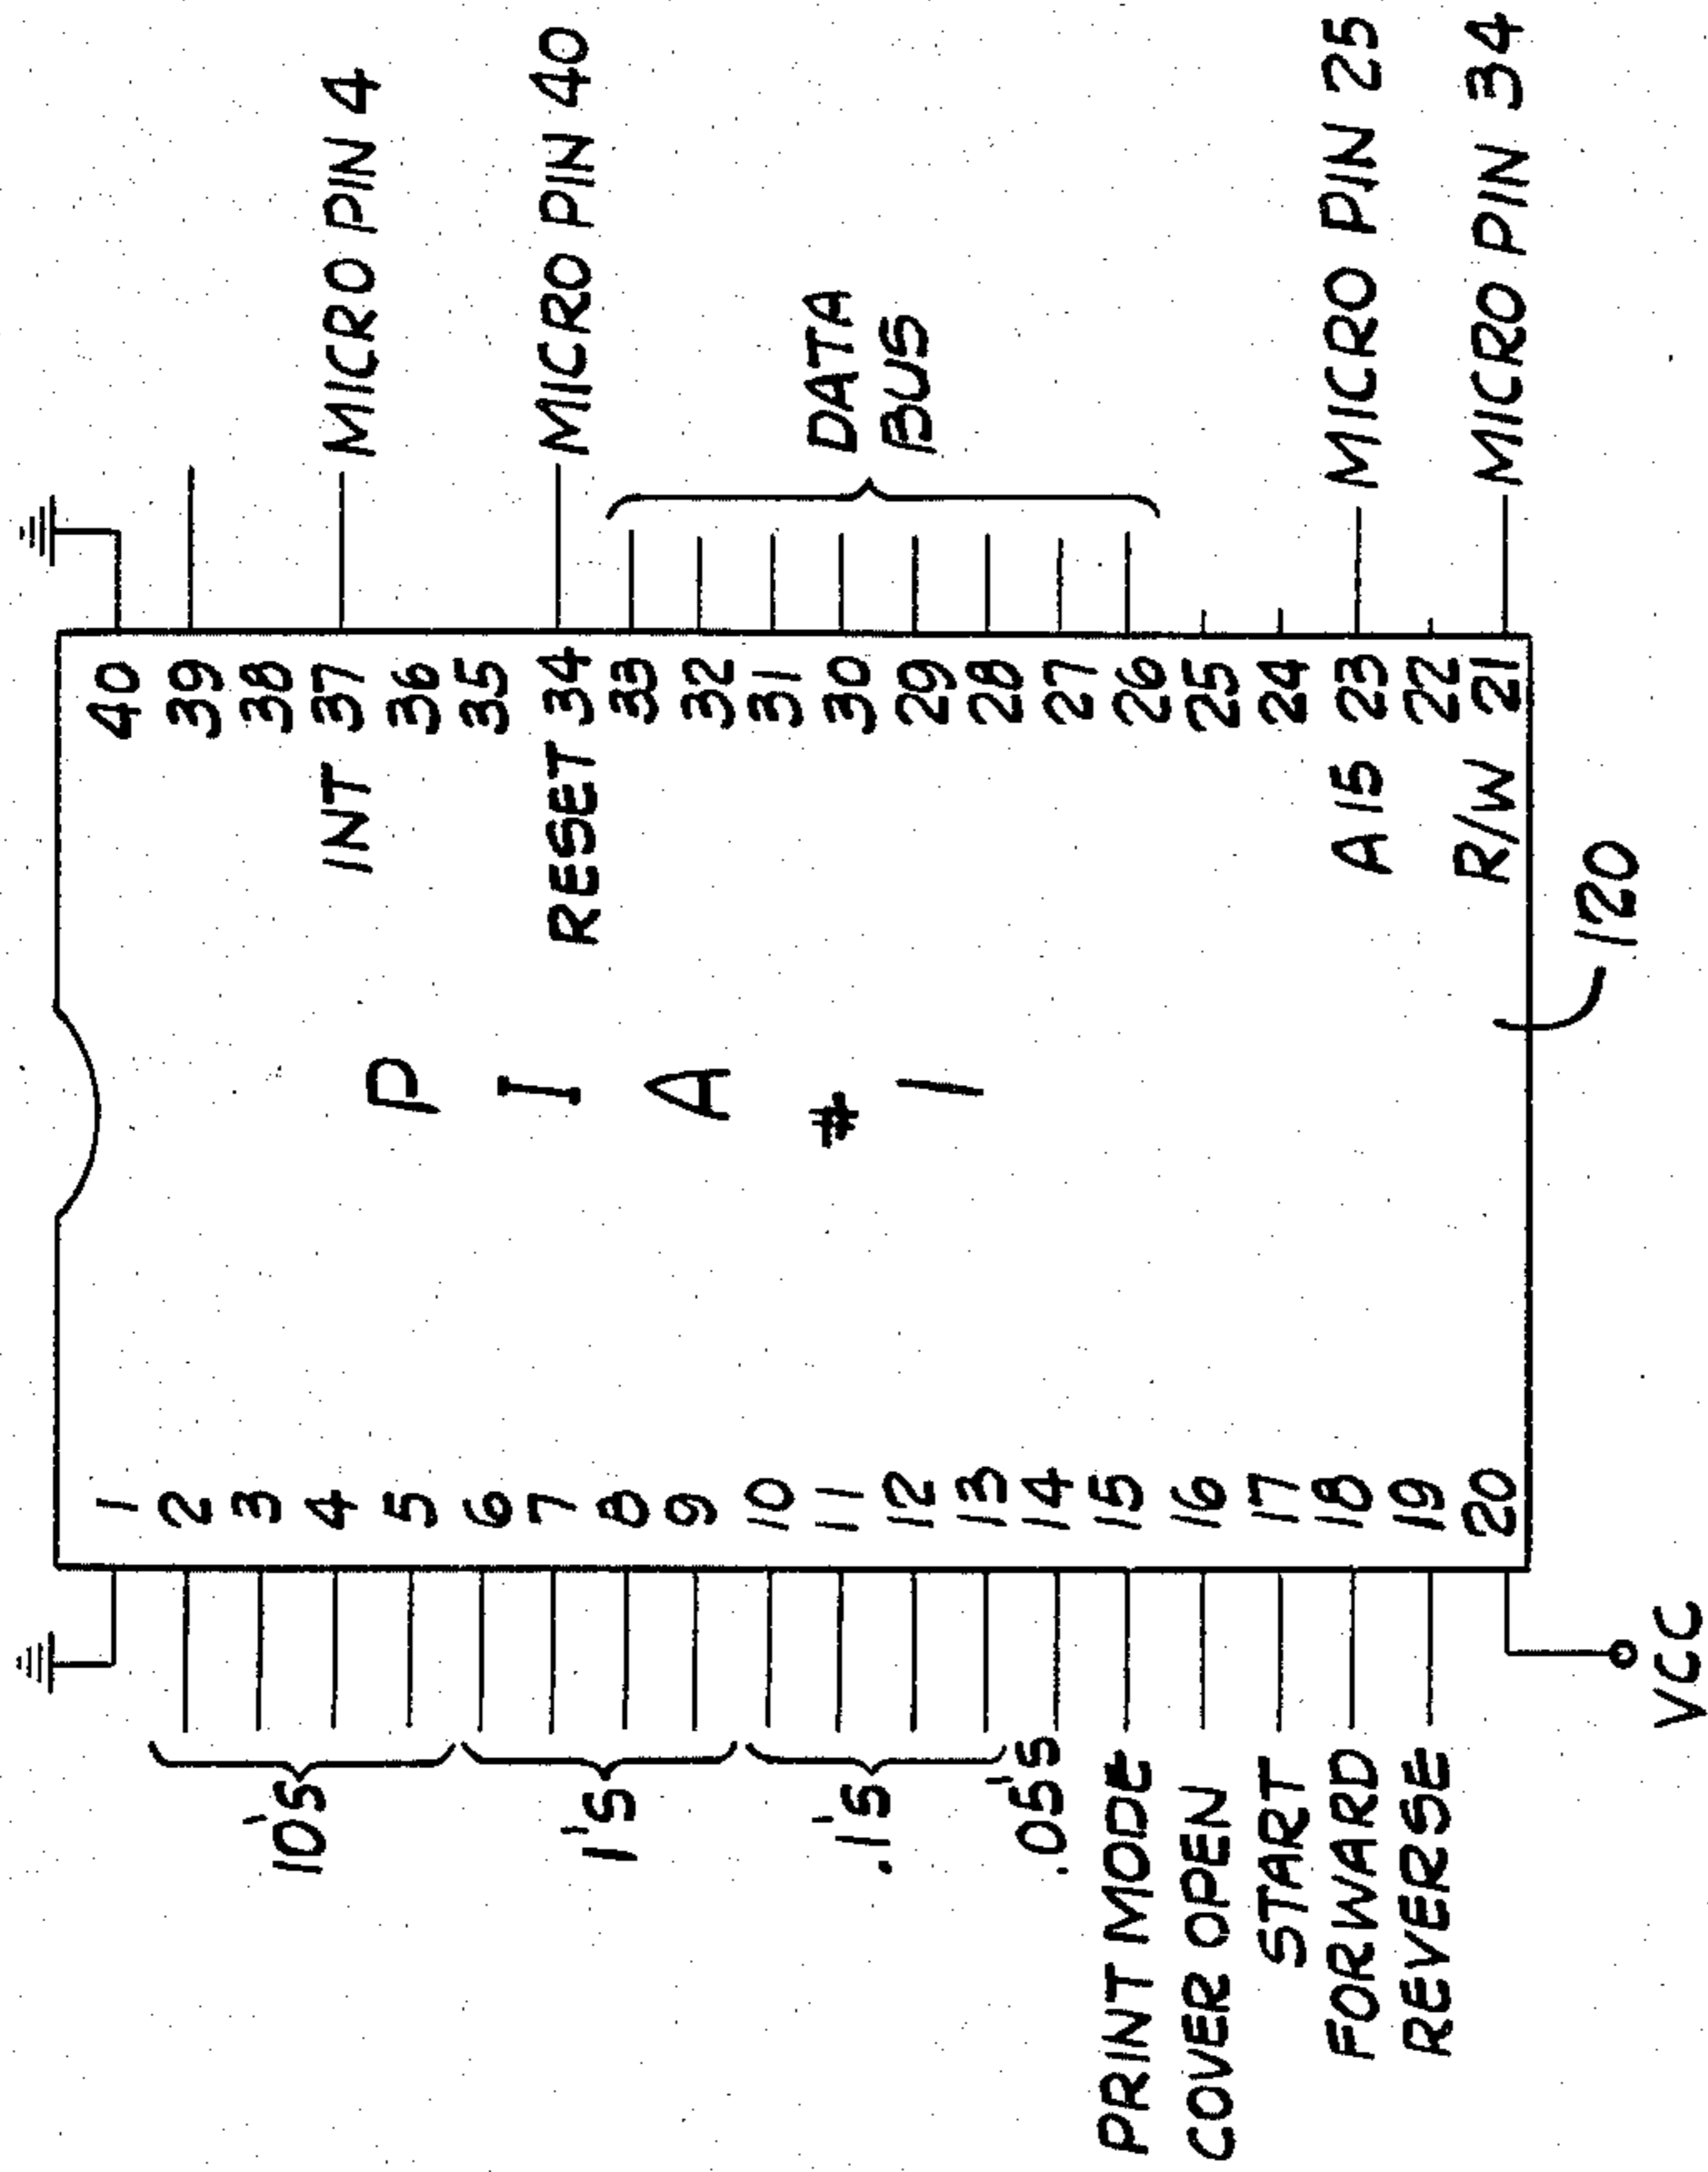 10's
1's
.1's
.05's
PRINT MODE
COVER OPEN
START
FORWARD
REVERSE
VCC
1
2
3
4
5
6
7
8
9
10
11
12
13
14
15
16
17
18
19
20
P
I
A
#
1
120
40
39
38
INT 37
36
35
RESET 34
33
32
31
30
29
28
27
26
25
24
A15 23
22
R/W 21
MICRO PIN 4
MICRO PIN 40
DATA
BUS
MICRO PIN 25
MICRO PIN 34